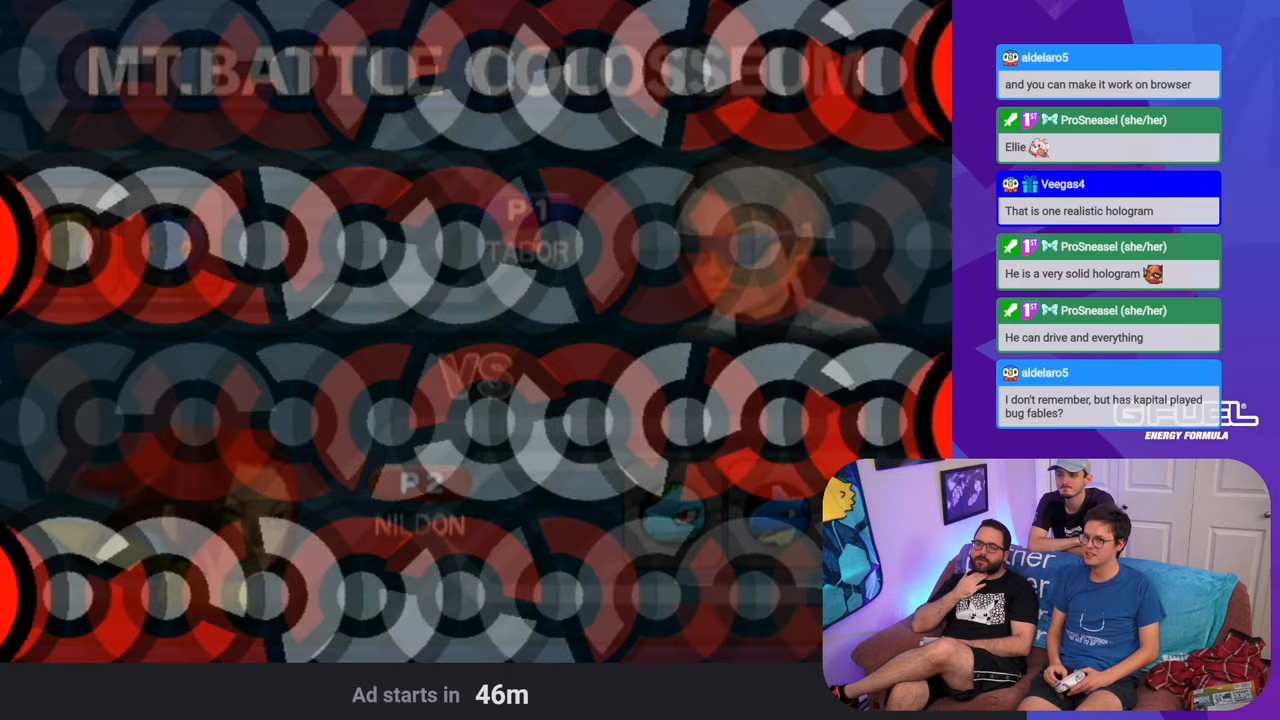 MT.BATTLE COLOSSEUM
P 1
TABOR
VS
P 2
NILDON
Ad starts in 46m
aldelaro5
and you can make it work on browser
1ST ProSneasel (she/her)
Ellie
Veegas4
That is one realistic hologram
1ST ProSneasel (she/her)
He is a very solid hologram
1ST ProSneasel (she/her)
He can drive and everything
aldelaro5
I don't remember, but has kapital played
bug fables?
G FUEL®
ENERGY FORMULA